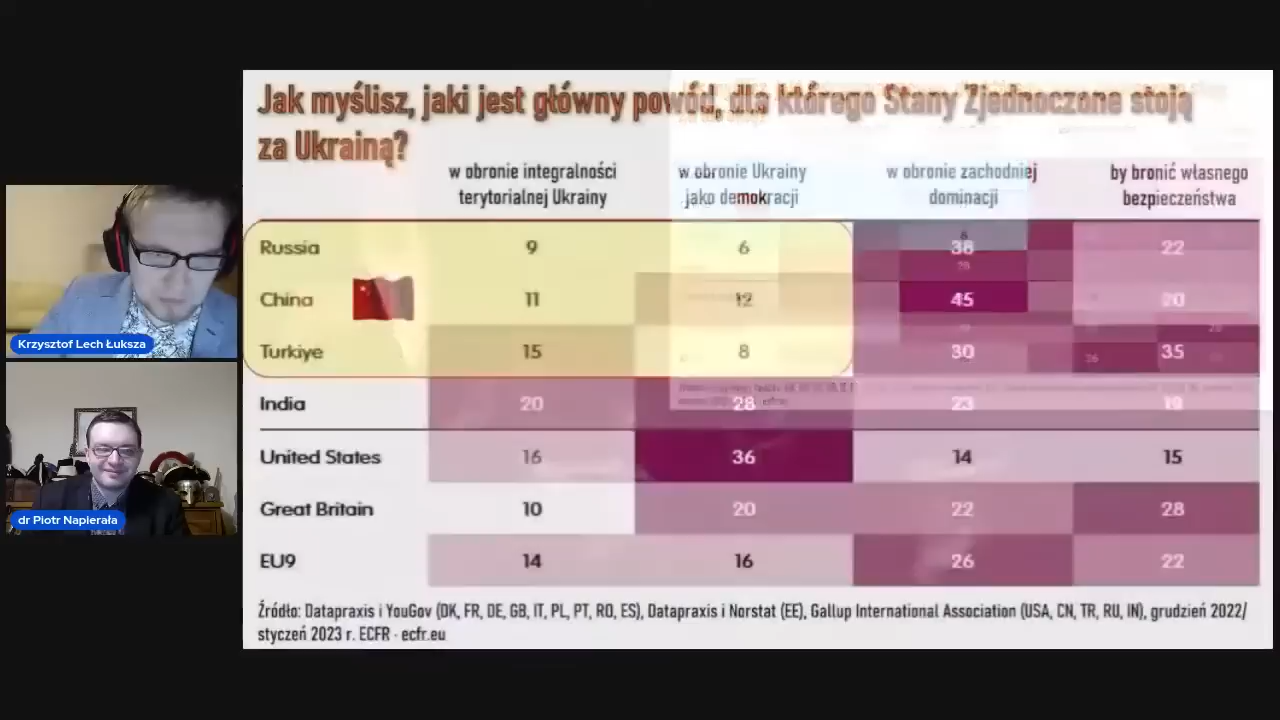 Jak myślisz, jaki jest główny powód, dla którego Stany Zjednoczone stoją
za Ukrainą?
w obronie integralności terytorialnej Ukrainy
w obronie Ukrainy jako demokracji
w obronie zachodniej dominacji
by bronić własnego bezpieczeństwa
Russia 9 6 38 22
China 11 12 45 20
Turkiye 15 8 30 35
India 20 28 23 19
United States 16 36 14 15
Great Britain 10 20 22 28
EU9 14 16 26 22
Źródło: Datapraxis i YouGov (DK, FR, DE, GB, IT, PL, PT, RO, ES), Datapraxis i Norstat (EE), Gallup International Association (USA, CN, TR, RU, IN), grudzień 2022/
styczeń 2023 r. ECFR · ecfr.eu
Krzysztof Lech Łuksza
dr Piotr Napierała